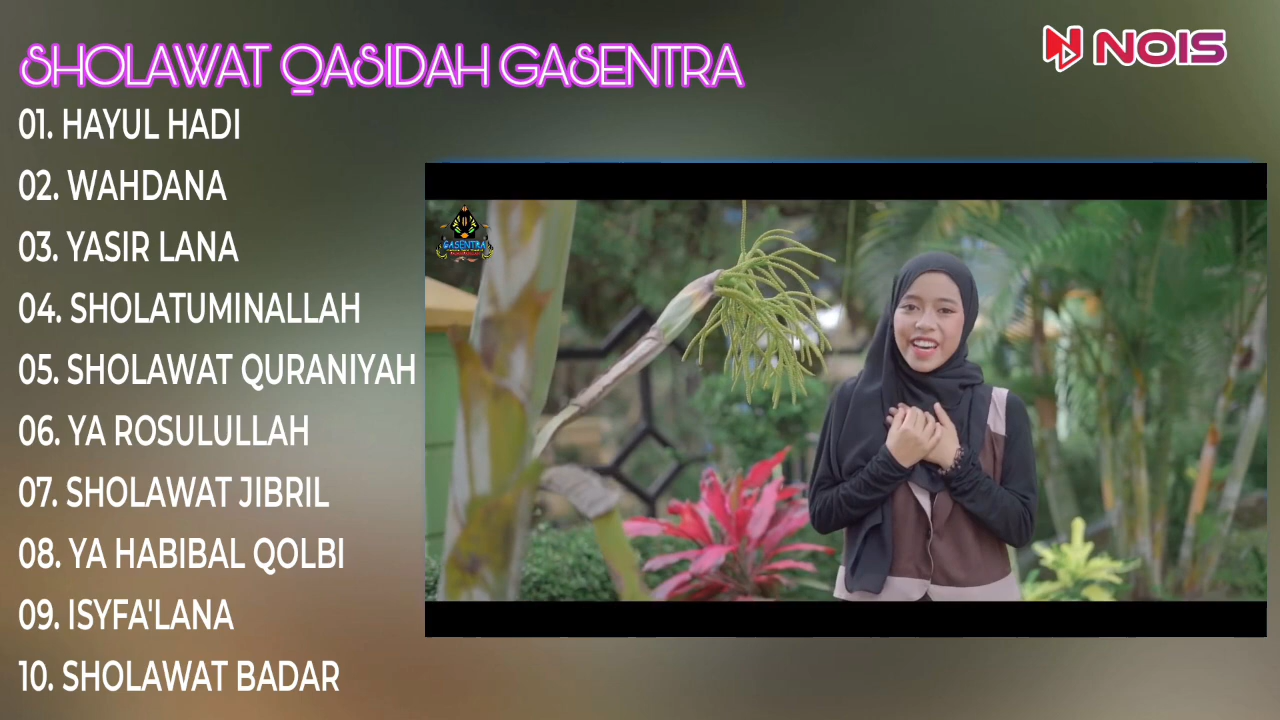 SHOLAWAT QASIDAH GASENTRA
NOIS
01. HAYUL HADI
02. WAHDANA
03. YASIR LANA
04. SHOLATUMINALLAH
05. SHOLAWAT QURANIYAH
06. YA ROSULULLAH
07. SHOLAWAT JIBRIL
08. YA HABIBAL QOLBI
09. ISYFA'LANA
10. SHOLAWAT BADAR
GASENTRA